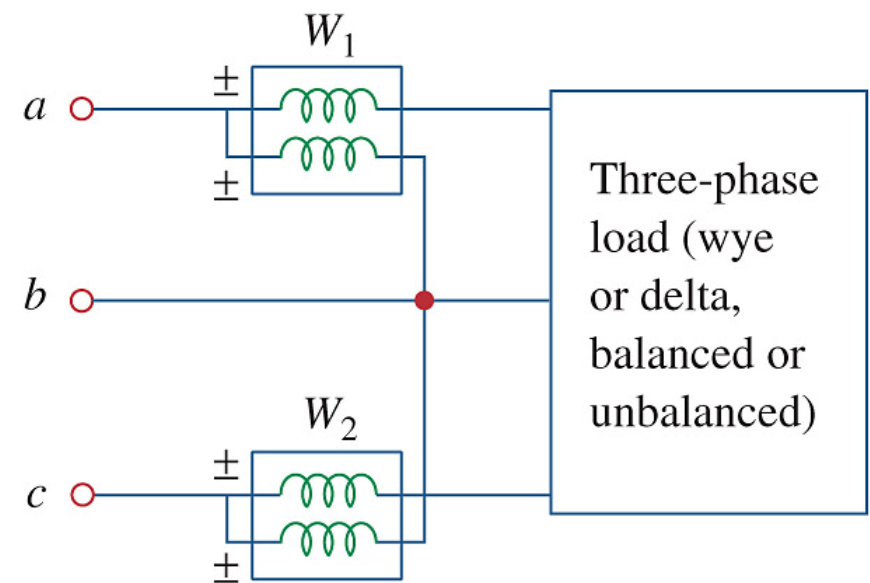 W₁
±
a
±
Three-phase
load (wye
or delta,
balanced or
unbalanced)
b
W₂
±
c
±